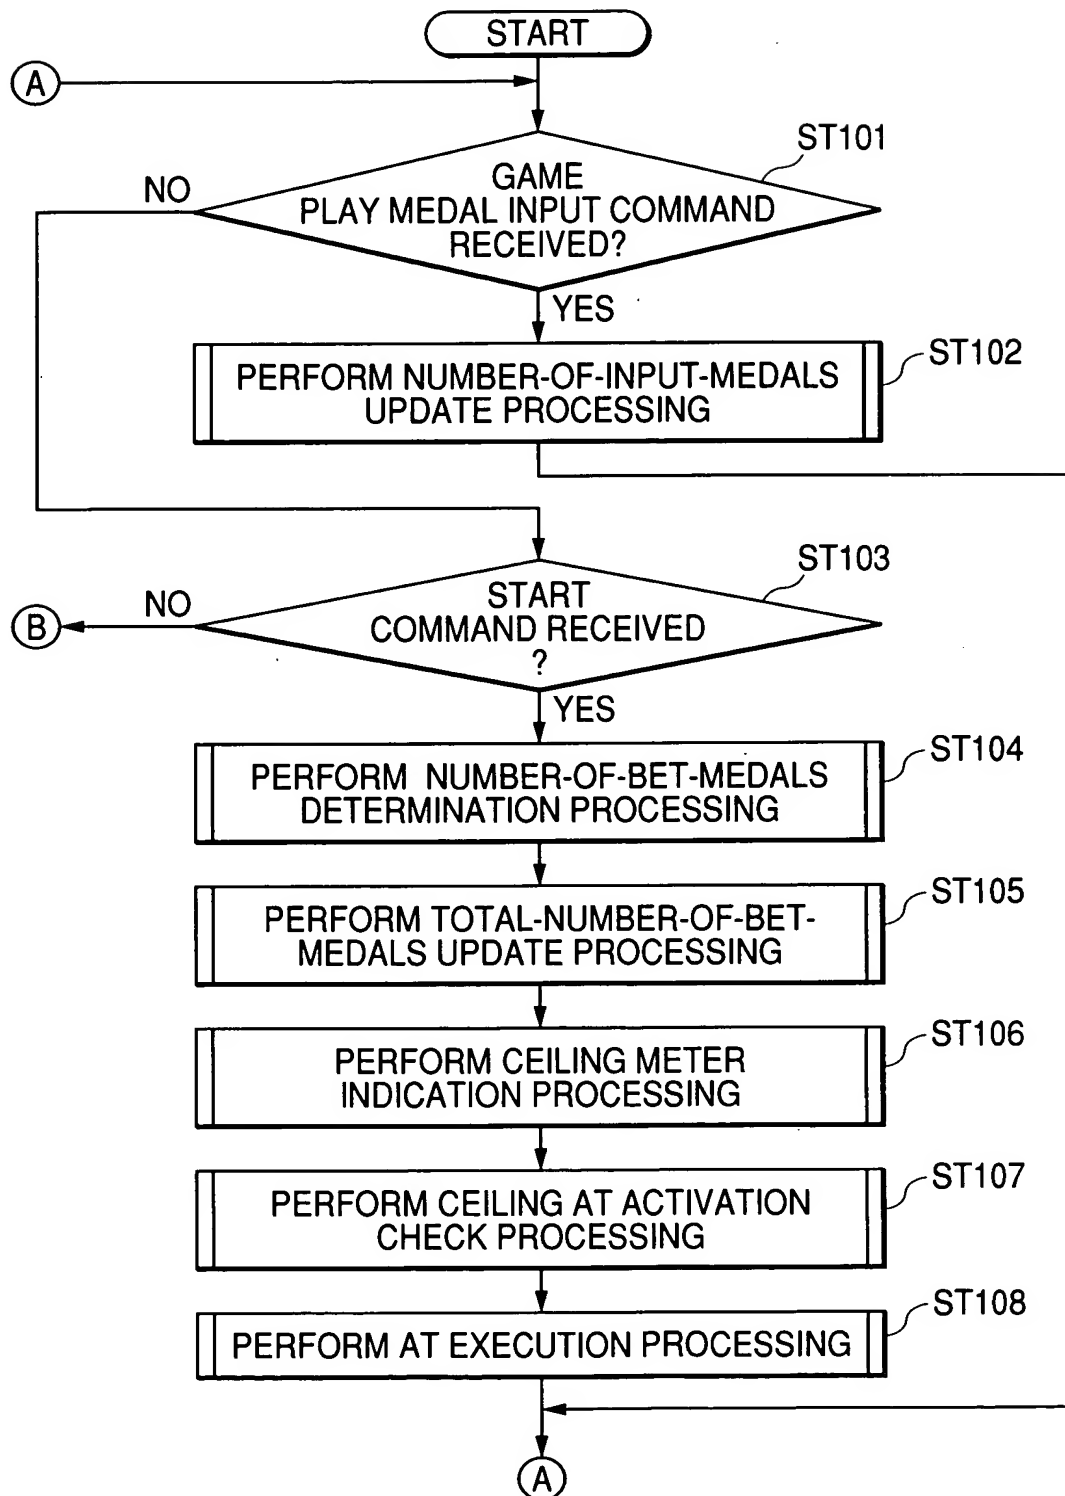 START
A
ST101
NO
GAME
PLAY MEDAL INPUT COMMAND
RECEIVED?
YES
ST102
PERFORM NUMBER-OF-INPUT-MEDALS
UPDATE PROCESSING
ST103
START
COMMAND RECEIVED
?
NO
B
YES
ST104
PERFORM NUMBER-OF-BET-MEDALS
DETERMINATION PROCESSING
ST105
PERFORM TOTAL-NUMBER-OF-BET-
MEDALS UPDATE PROCESSING
ST106
PERFORM CEILING METER
INDICATION PROCESSING
ST107
PERFORM CEILING AT ACTIVATION
CHECK PROCESSING
ST108
PERFORM AT EXECUTION PROCESSING
A